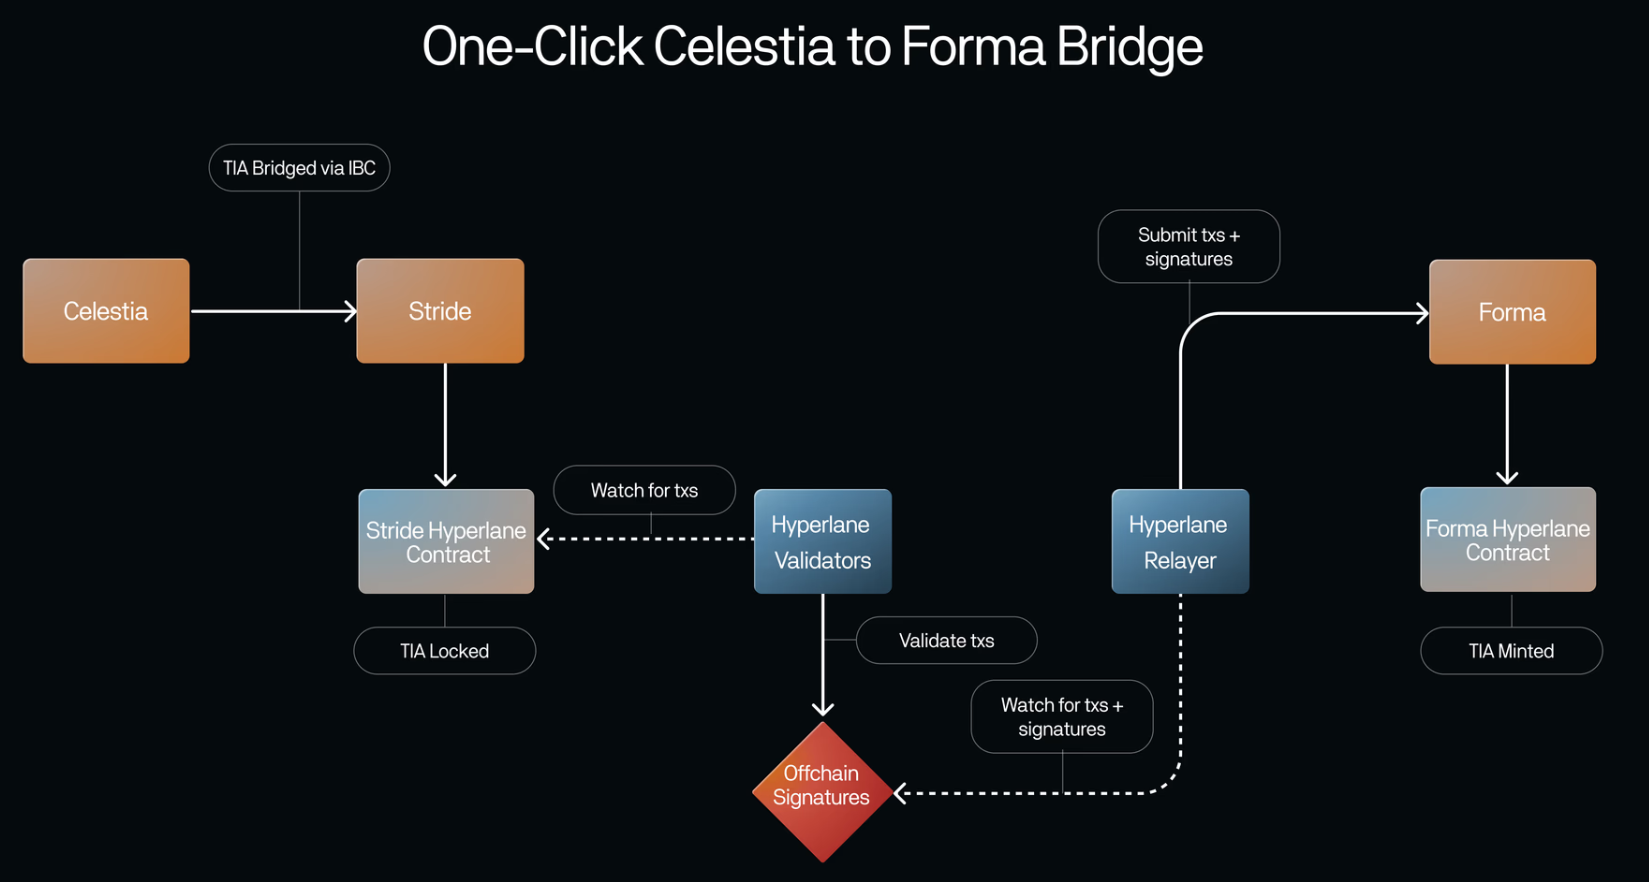 One-Click Celestia to Forma Bridge
TIA Bridged via IBC
Submit txs +
signatures
Celestia
Stride
Forma
Watch for txs
Stride Hyperlane
Contract
Hyperlane
Validators
Hyperlane
Relayer
Forma Hyperlane
Contract
TIA Locked
Validate txs
TIA Minted
Watch for txs +
signatures
Offchain
Signatures